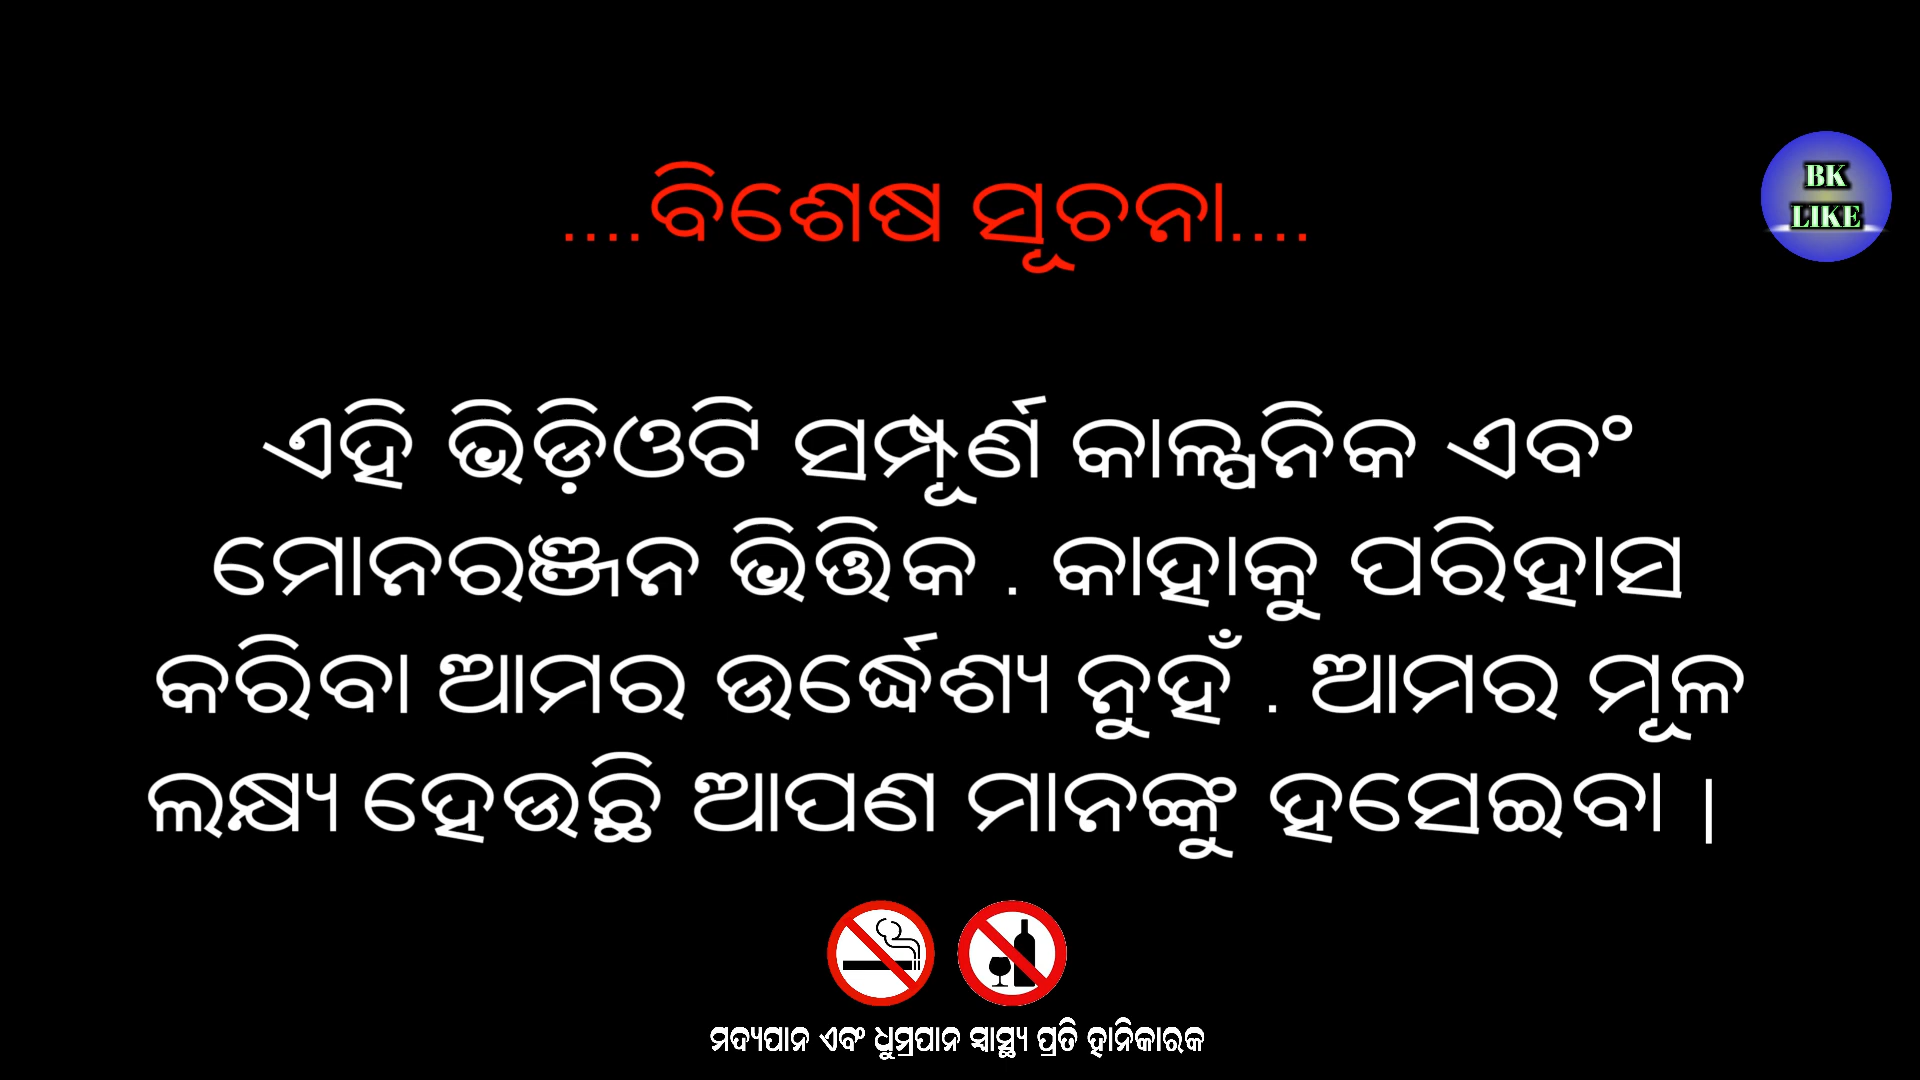 ....ବିଶେଷ ସୂଚନା....
BK
LIKE
ଏହି ଭିଡ଼ିଓଟି ସମ୍ପୂର୍ଣ କାଳ୍ପନିକ ଏବଂ
ମୋନରଞ୍ଜନ ଭିତ୍ତିକ . କାହାକୁ ପରିହାସ
କରିବା ଆମର ଉର୍ଦ୍ଧେଶ୍ୟ ନୁହଁ . ଆମର ମୂଳ
ଲକ୍ଷ୍ୟ ହେଉଛି ଆପଣ ମାନଙ୍କୁ ହସେଇବା |
ମଦ୍ୟପାନ ଏବଂ ଧୁମ୍ରପାନ ସ୍ୱାସ୍ଥ୍ୟ ପ୍ରତି ହାନିକାରକ